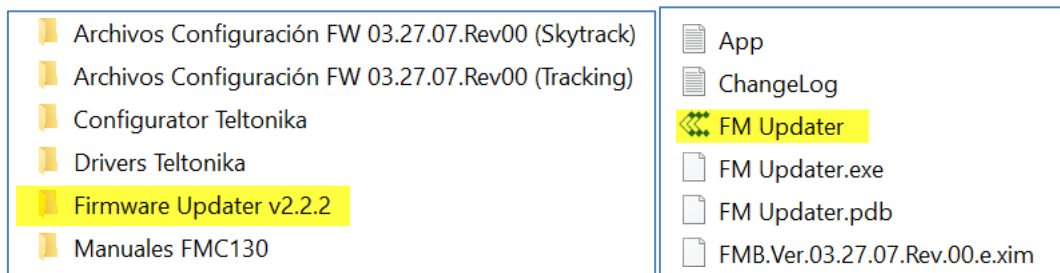 Archivos Configuración FW 03.27.07.Rev00 (Skytrack)
Archivos Configuración FW 03.27.07.Rev00 (Tracking)
Configurator Teltonika
Drivers Teltonika
Firmware Updater v2.2.2
Manuales FMC130
App
ChangeLog
FM Updater
FM Updater.exe
FM Updater.pdb
FMB.Ver.03.27.07.Rev.00.e.xim